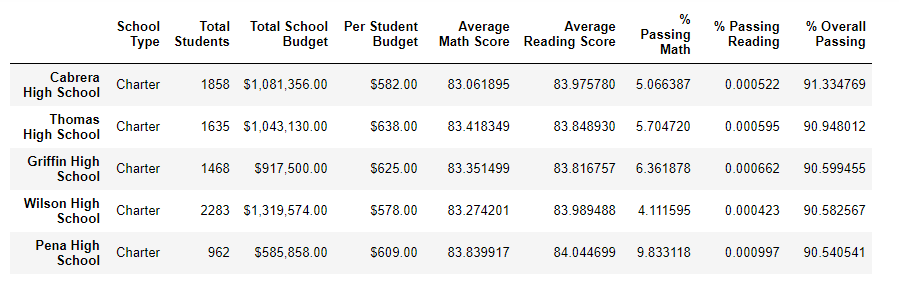 School Type Total Students Total School Budget Per Student Budget Average Math Score Average Reading Score % Passing Math % Passing Reading % Overall Passing
Cabrera High School Charter 1858 $1,081,356.00 $582.00 83.061895 83.975780 5.066387 0.000522 91.334769
Thomas High School Charter 1635 $1,043,130.00 $638.00 83.418349 83.848930 5.704720 0.000595 90.948012
Griffin High School Charter 1468 $917,500.00 $625.00 83.351499 83.816757 6.361878 0.000662 90.599455
Wilson High School Charter 2283 $1,319,574.00 $578.00 83.274201 83.989488 4.111595 0.000423 90.582567
Pena High School Charter 962 $585,858.00 $609.00 83.839917 84.044699 9.833118 0.000997 90.540541